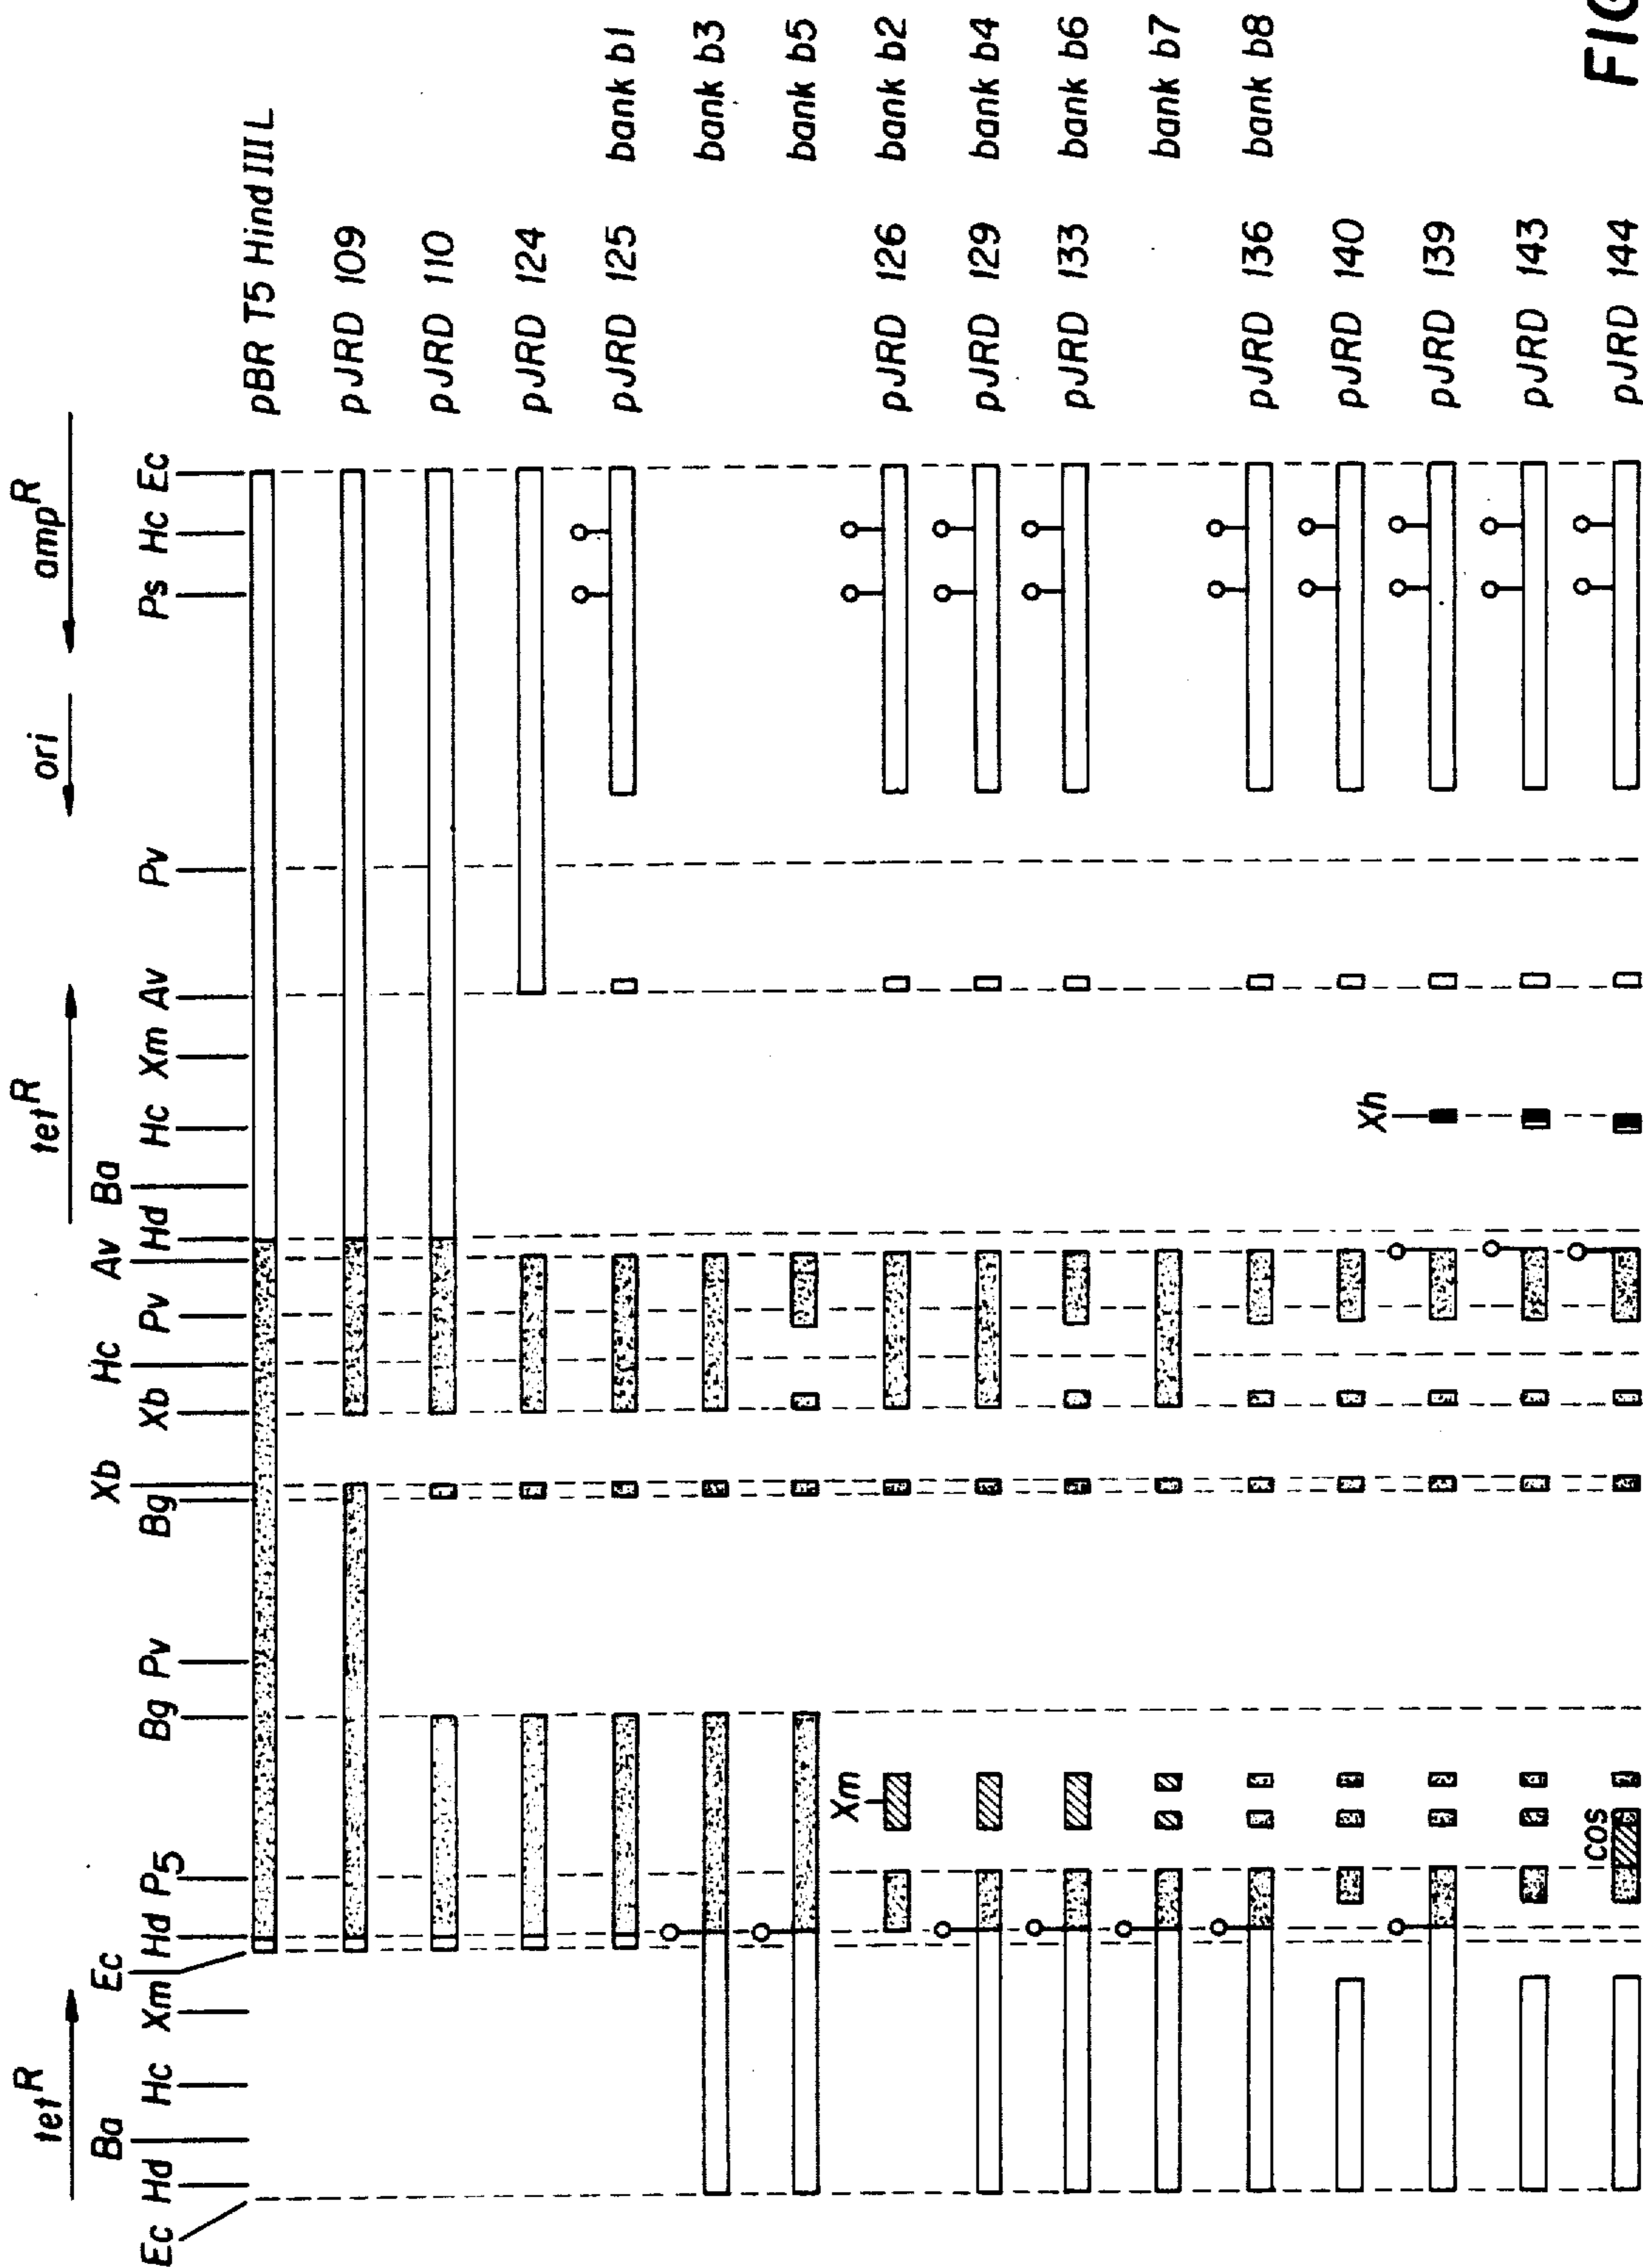 tet^R
tet^R
ori
amp^R
Ba
Ec
Xb
Hc
Av
Ba
Ec Hd Hc Xm Hd P5 Bg Pv Bg Xb Pv Hd Hc Xm Av Pv Ps Hc Ec
pBR T5 Hind III L
pJRD 109
pJRD 110
pJRD 124
pJRD 125 bank b1
bank b3
bank b5
Xm
pJRD 126 bank b2
pJRD 129 bank b4
pJRD 133 bank b6
bank b7
pJRD 136 bank b8
pJRD 140
Xh
pJRD 139
pJRD 143
cos
pJRD 144